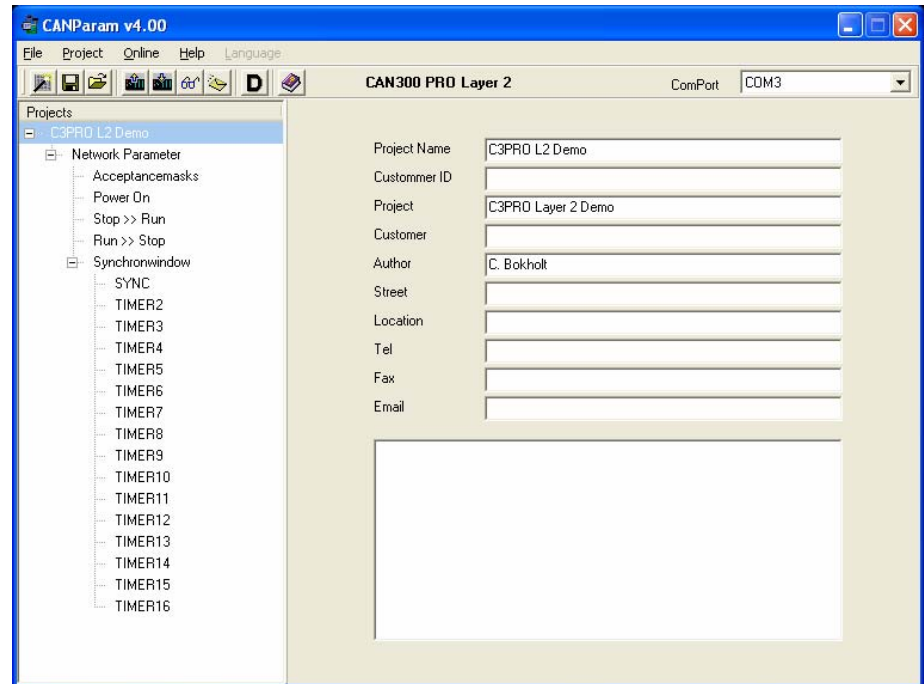 CANParam v4.00
File Project Online Help Language
D CAN300 PRO Layer 2 ComPort COM3
Projects
C3PRO L2 Demo
Network Parameter
Acceptancemasks
Power On
Stop >> Run
Run >> Stop
Synchronwindow
SYNC
TIMER2
TIMER3
TIMER4
TIMER5
TIMER6
TIMER7
TIMER8
TIMER9
TIMER10
TIMER11
TIMER12
TIMER13
TIMER14
TIMER15
TIMER16
Project Name C3PRO L2 Demo
Custommer ID
Project C3PRO Layer 2 Demo
Customer
Author C. Bokholt
Street
Location
Tel
Fax
Email